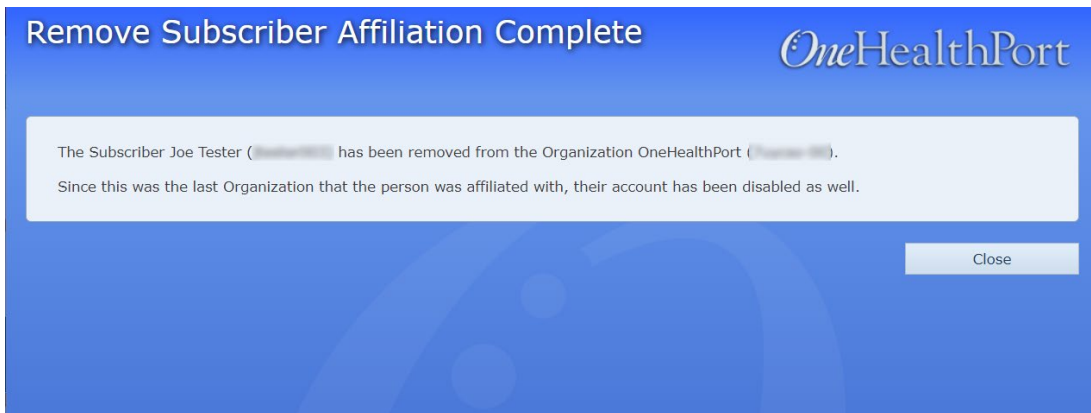 Remove Subscriber Affiliation Complete
OneHealthPort
The Subscriber Joe Tester ( ) has been removed from the Organization OneHealthPort ( ).
Since this was the last Organization that the person was affiliated with, their account has been disabled as well.
Close